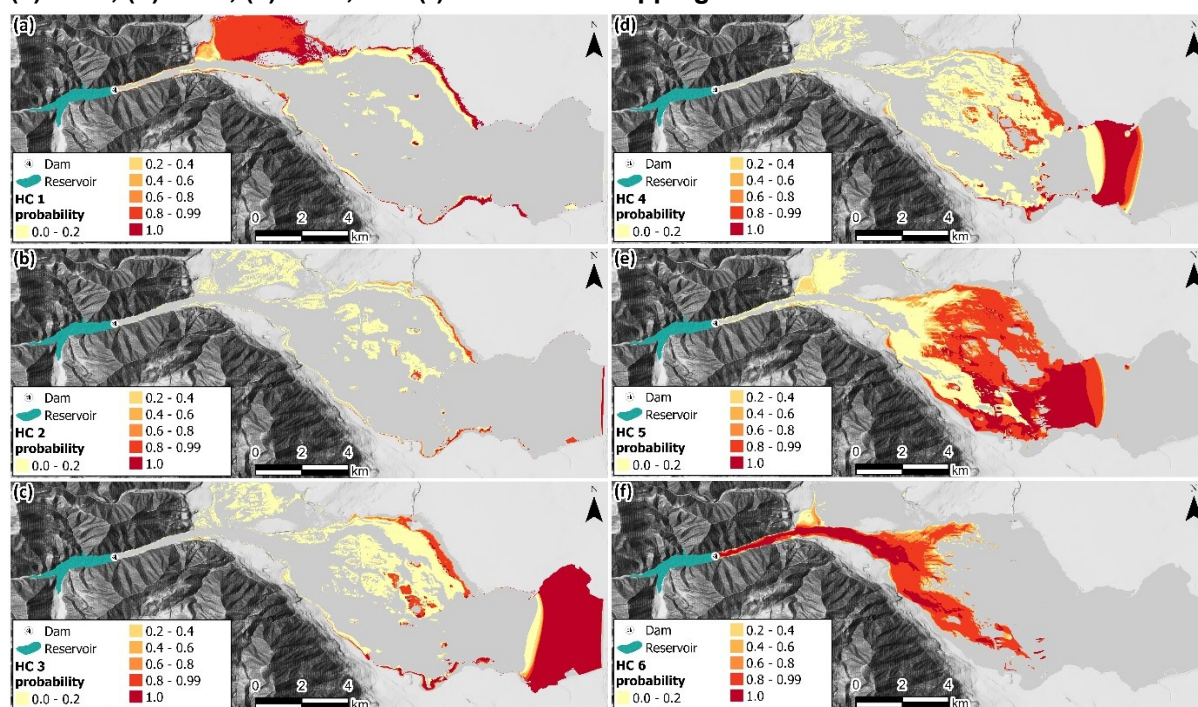 (a)
N
Dam
Reservoir
HC 1
probability
0.0 - 0.2
0.2 - 0.4
0.4 - 0.6
0.6 - 0.8
0.8 - 0.99
1.0
0 2 4
km
(b)
N
Dam
Reservoir
HC 2
probability
0.0 - 0.2
0.2 - 0.4
0.4 - 0.6
0.6 - 0.8
0.8 - 0.99
1.0
0 2 4
km
(c)
N
Dam
Reservoir
HC 3
probability
0.0 - 0.2
0.2 - 0.4
0.4 - 0.6
0.6 - 0.8
0.8 - 0.99
1.0
0 2 4
km
(d)
N
Dam
Reservoir
HC 4
probability
0.0 - 0.2
0.2 - 0.4
0.4 - 0.6
0.6 - 0.8
0.8 - 0.99
1.0
0 2 4
km
(e)
N
Dam
Reservoir
HC 5
probability
0.0 - 0.2
0.2 - 0.4
0.4 - 0.6
0.6 - 0.8
0.8 - 0.99
1.0
0 2 4
km
(f)
N
Dam
Reservoir
HC 6
probability
0.0 - 0.2
0.2 - 0.4
0.4 - 0.6
0.6 - 0.8
0.8 - 0.99
1.0
0 2 4
km